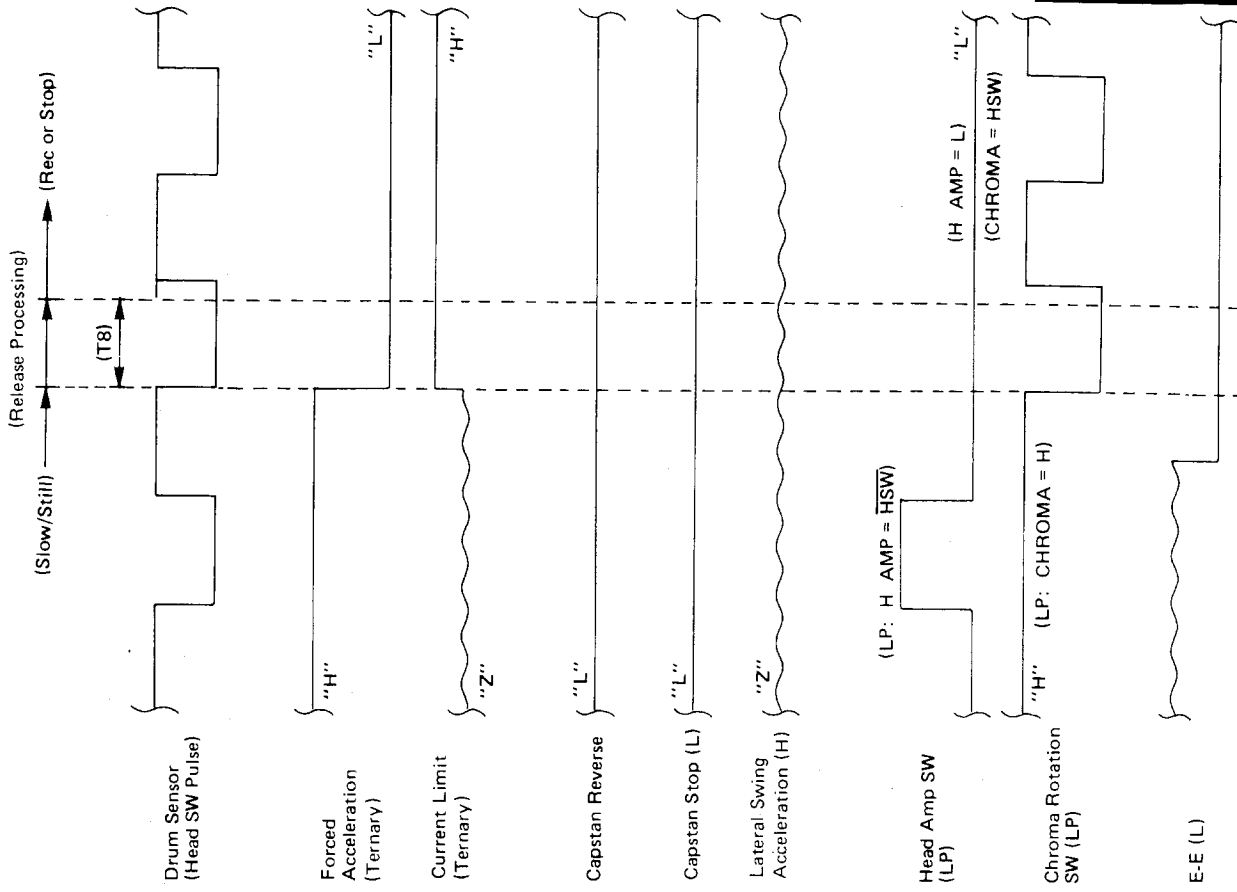 (Release Processing)
(Slow/Still)
(Rec or Stop)
(T8)
Drum Sensor
(Head SW Pulse)
Forced
Acceleration
(Ternary)
"H"
"L"
Current Limit
(Ternary)
"Z"
"H"
Capstan Reverse
"L"
Capstan Stop (L)
"L"
Lateral Swing
Acceleration (H)
"Z"
Head Amp SW
(LP)
(LP: H AMP = H̅S̅W̅)
(H AMP = L)
"L"
Chroma Rotation
SW (LP)
"H"
(LP: CHROMA = H)
(CHROMA = HSW)
E-E (L)